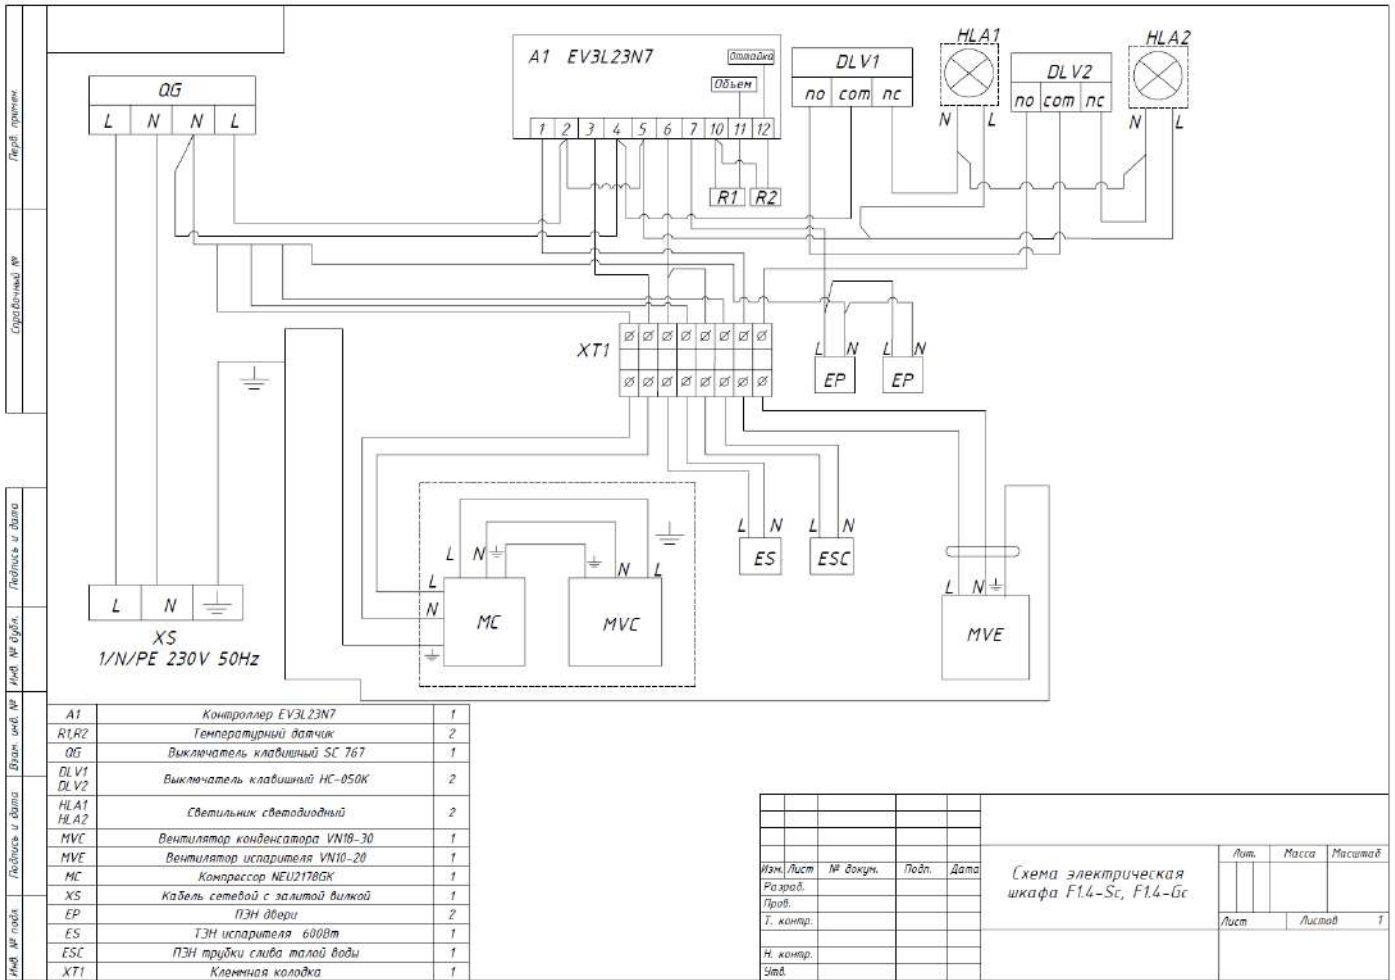 A1 EV3L23N7
Оттайка
Объем
1 2 3 4 5 6 7 10 11 12
R1 R2
QG
L N N L
DLV1
no com nc
HLA1
N L
DLV2
no com nc
HLA2
N L
XT1
L N L N
EP EP
L N L N
ES ESC
L N
N L
L
N
MC MVC
L N
MVE
L N
XS
1/N/PE 230V 50Hz
A1 Контроллер EV3L23N7 1
R1,R2 Температурный датчик 2
QG Выключатель клавишный SC 767 1
DLV1
DLV2 Выключатель клавишный HC-050K 2
HLA1
HLA2 Светильник светодиодный 2
MVC Вентилятор конденсатора VN18-30 1
MVE Вентилятор испарителя VN10-20 1
MC Компрессор NEU2178GK 1
XS Кабель сетевой с залитой вилкой 1
EP ПЭН двери 2
ES ТЭН испарителя 600Вт 1
ESC ПЭН трубки слива талой воды 1
XT1 Клеммная колодка 1
Изм. Лист № докум. Подп. Дата
Разраб.
Пров.
Т. контр.
Н. контр.
Утв.
Схема электрическая
шкафа F1.4-Sc, F1.4-Gc
Лит. Масса Масштаб
Лист Листов 1
Перв. примен.
Справочный №
Подпись и дата
Инв. № дубл.
Взам. инв. №
Подпись и дата
Инв. № подл